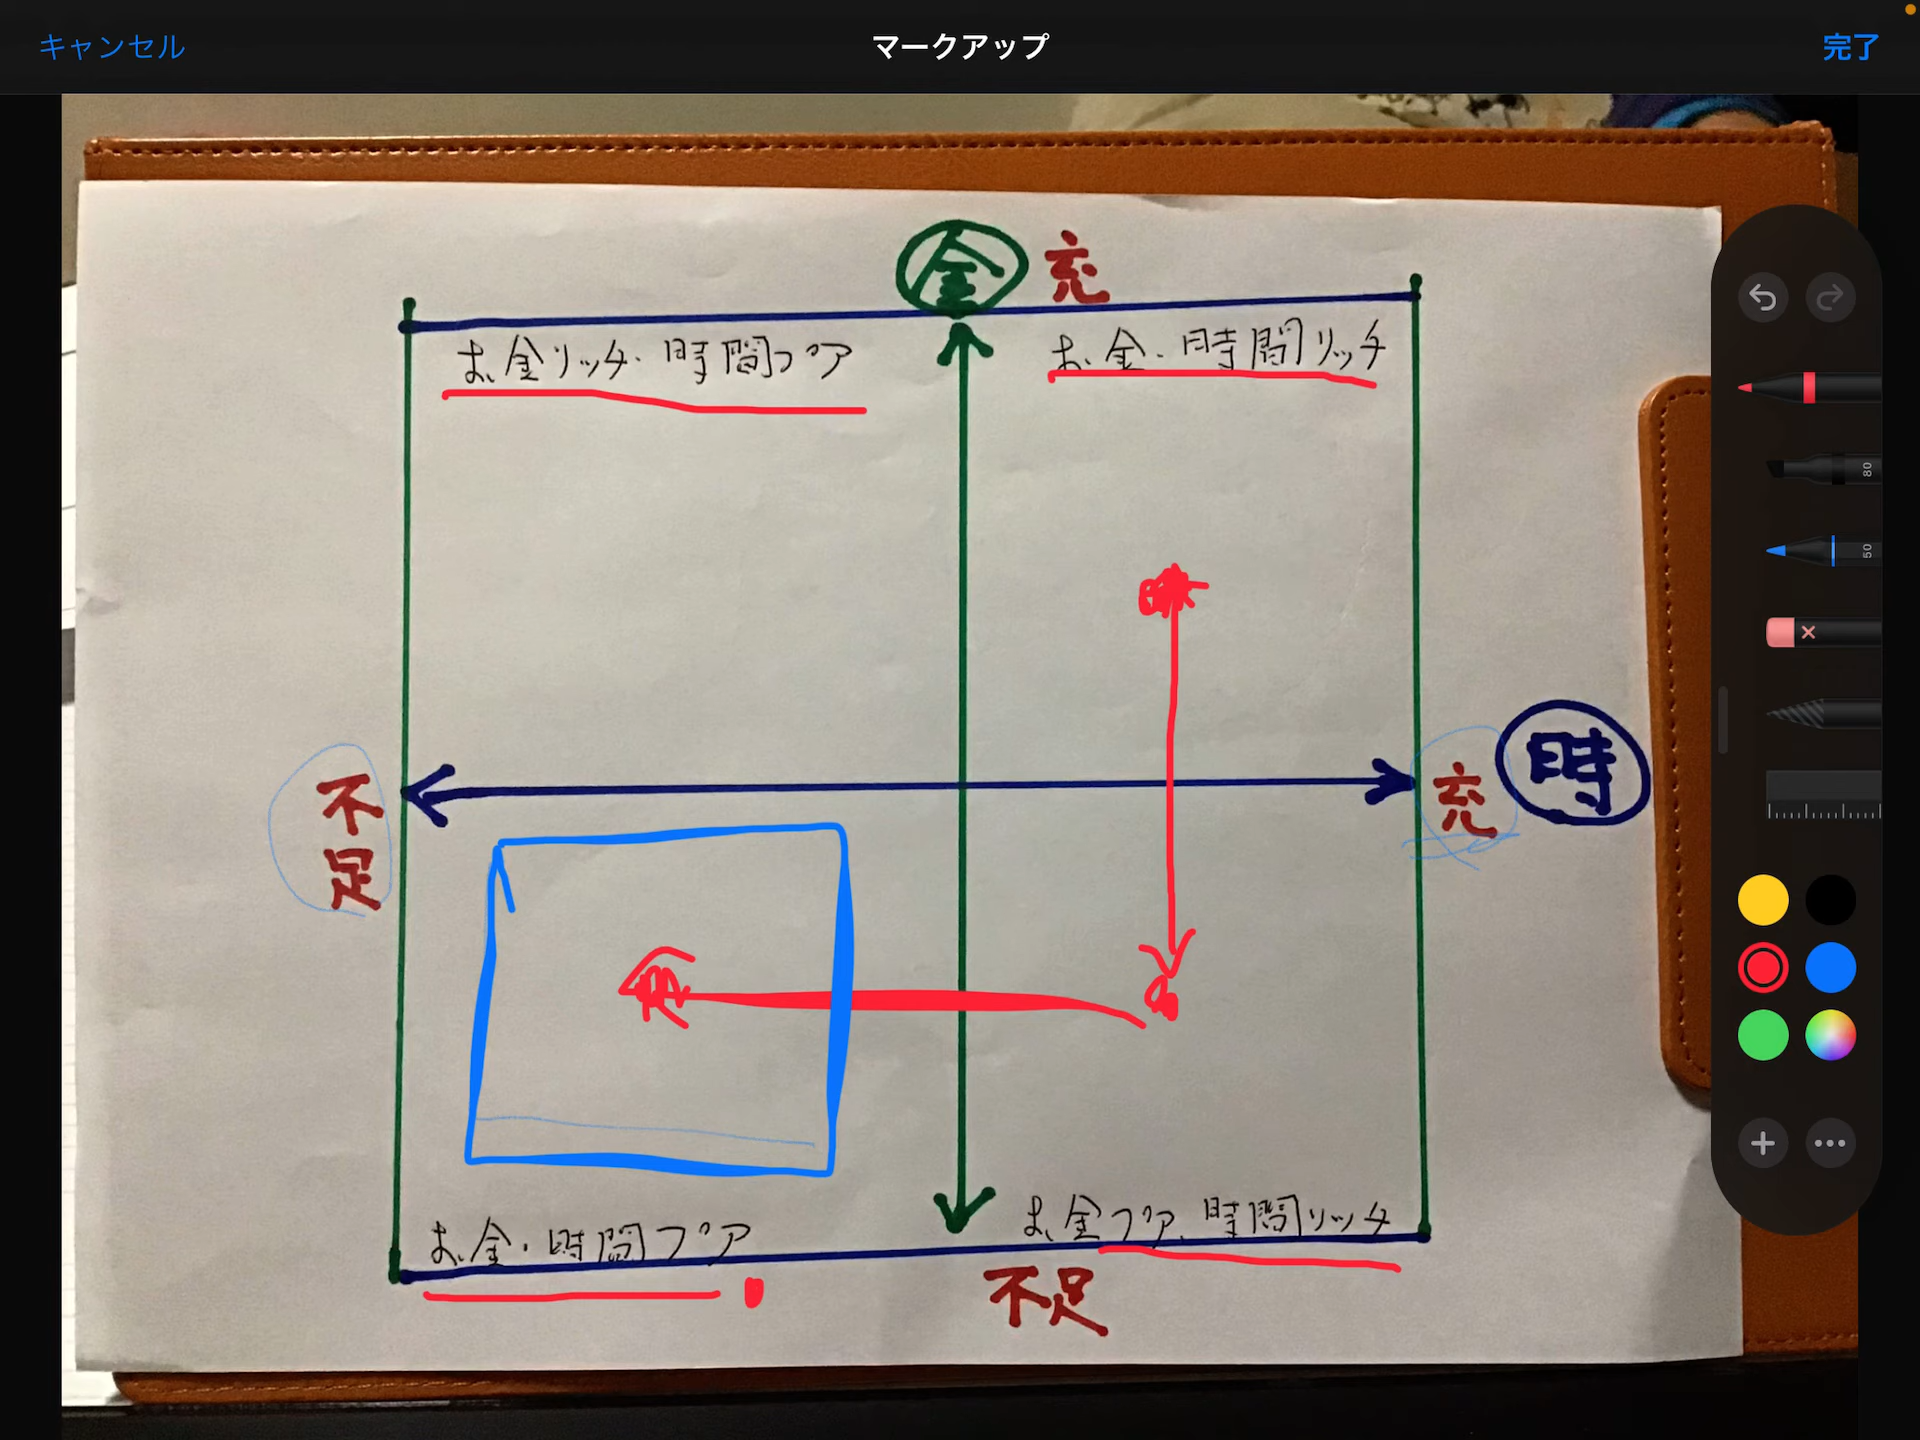 キャンセル
マークアップ
完了
金 充
お金リッチ・時間プア
お金・時間リッチ
80
50
不足
充 時
お金・時間プア
お金プア、時間リッチ
不足